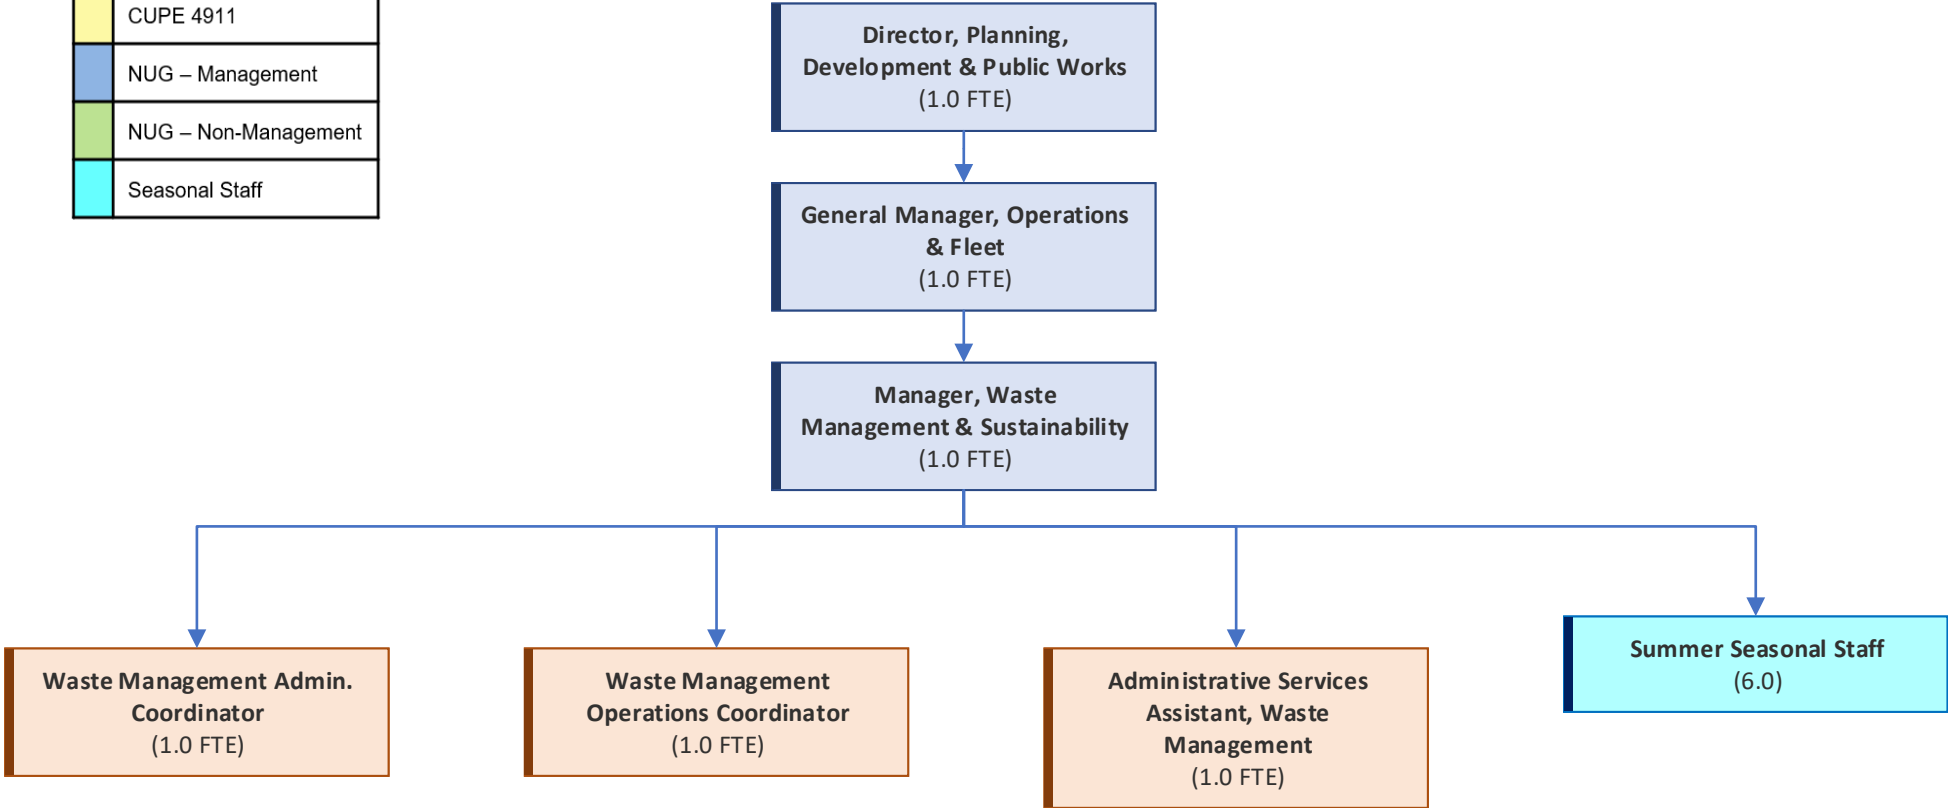 CUPE 4911
NUG – Management
NUG – Non-Management
Seasonal Staff
Director, Planning,
Development & Public Works
(1.0 FTE)
General Manager, Operations
& Fleet
(1.0 FTE)
Manager, Waste
Management & Sustainability
(1.0 FTE)
Waste Management Admin.
Coordinator
(1.0 FTE)
Waste Management
Operations Coordinator
(1.0 FTE)
Administrative Services
Assistant, Waste
Management
(1.0 FTE)
Summer Seasonal Staff
(6.0)